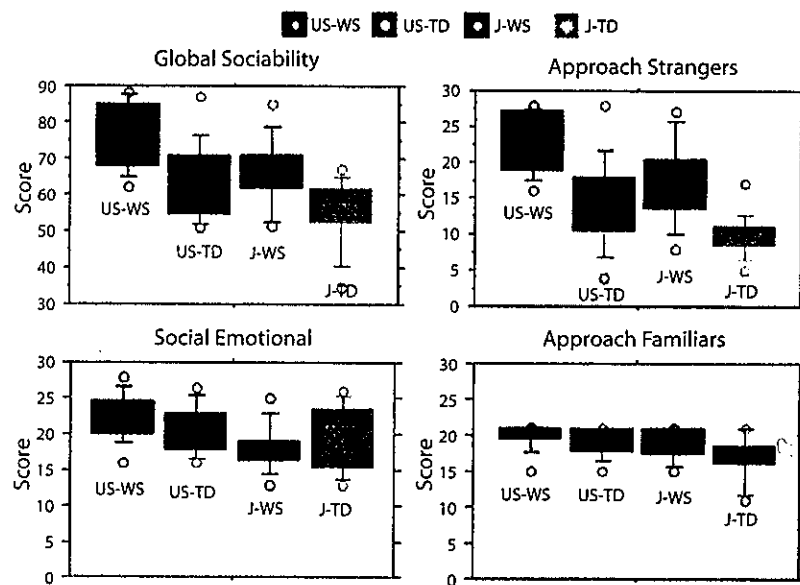 US-WS US-TD J-WS J-TD
Global Sociability
90
80
70
60
50
40
30
Score
US-WS
US-TD
J-WS
J-TD
Approach Strangers
30
25
20
15
10
5
0
Score
US-WS
US-TD
J-WS
J-TD
Social Emotional
30
25
20
15
10
5
0
Score
US-WS
US-TD
J-WS
J-TD
Approach Familiars
30
25
20
15
10
5
0
Score
US-WS
US-TD
J-WS
J-TD